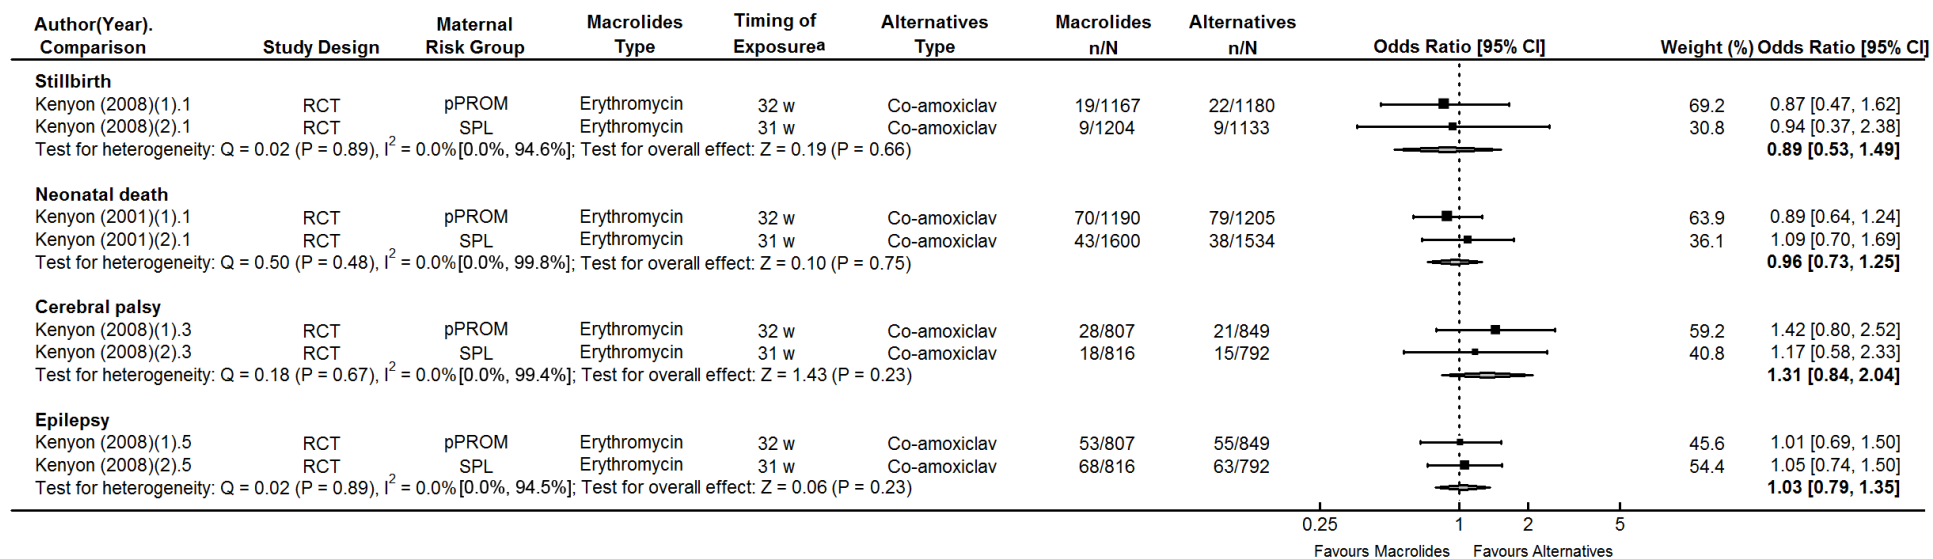 Author(Year). Maternal Macrolides Timing of Alternatives Macrolides Alternatives
Comparison Study Design Risk Group Type Exposureᵃ Type n/N n/N Odds Ratio [95% CI] Weight (%) Odds Ratio [95% CI]
Stillbirth
Kenyon (2008)(1).1 RCT pPROM Erythromycin 32 w Co-amoxiclav 19/1167 22/1180 69.2 0.87 [0.47, 1.62]
Kenyon (2008)(2).1 RCT SPL Erythromycin 31 w Co-amoxiclav 9/1204 9/1133 30.8 0.94 [0.37, 2.38]
Test for heterogeneity: Q = 0.02 (P = 0.89), I² = 0.0%[0.0%, 94.6%]; Test for overall effect: Z = 0.19 (P = 0.66) 0.89 [0.53, 1.49]
Neonatal death
Kenyon (2001)(1).1 RCT pPROM Erythromycin 32 w Co-amoxiclav 70/1190 79/1205 63.9 0.89 [0.64, 1.24]
Kenyon (2001)(2).1 RCT SPL Erythromycin 31 w Co-amoxiclav 43/1600 38/1534 36.1 1.09 [0.70, 1.69]
Test for heterogeneity: Q = 0.50 (P = 0.48), I² = 0.0%[0.0%, 99.8%]; Test for overall effect: Z = 0.10 (P = 0.75) 0.96 [0.73, 1.25]
Cerebral palsy
Kenyon (2008)(1).3 RCT pPROM Erythromycin 32 w Co-amoxiclav 28/807 21/849 59.2 1.42 [0.80, 2.52]
Kenyon (2008)(2).3 RCT SPL Erythromycin 31 w Co-amoxiclav 18/816 15/792 40.8 1.17 [0.58, 2.33]
Test for heterogeneity: Q = 0.18 (P = 0.67), I² = 0.0%[0.0%, 99.4%]; Test for overall effect: Z = 1.43 (P = 0.23) 1.31 [0.84, 2.04]
Epilepsy
Kenyon (2008)(1).5 RCT pPROM Erythromycin 32 w Co-amoxiclav 53/807 55/849 45.6 1.01 [0.69, 1.50]
Kenyon (2008)(2).5 RCT SPL Erythromycin 31 w Co-amoxiclav 68/816 63/792 54.4 1.05 [0.74, 1.50]
Test for heterogeneity: Q = 0.02 (P = 0.89), I² = 0.0%[0.0%, 94.5%]; Test for overall effect: Z = 0.06 (P = 0.23) 1.03 [0.79, 1.35]
0.25 1 2 5
Favours Macrolides Favours Alternatives